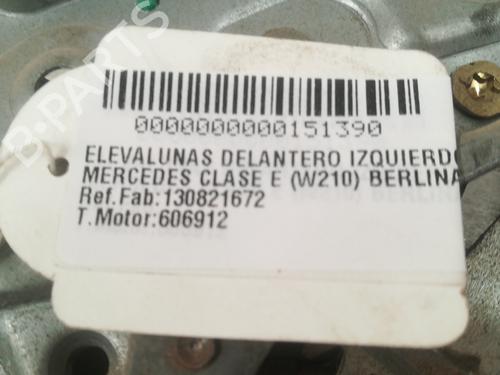 B-PARTS
0000000000151390
ELEVALUNAS DELANTERO IZQUIERDO
MERCEDES CLASE E (W210) BERLINA
Ref.Fab:130821672
T.Motor:606912